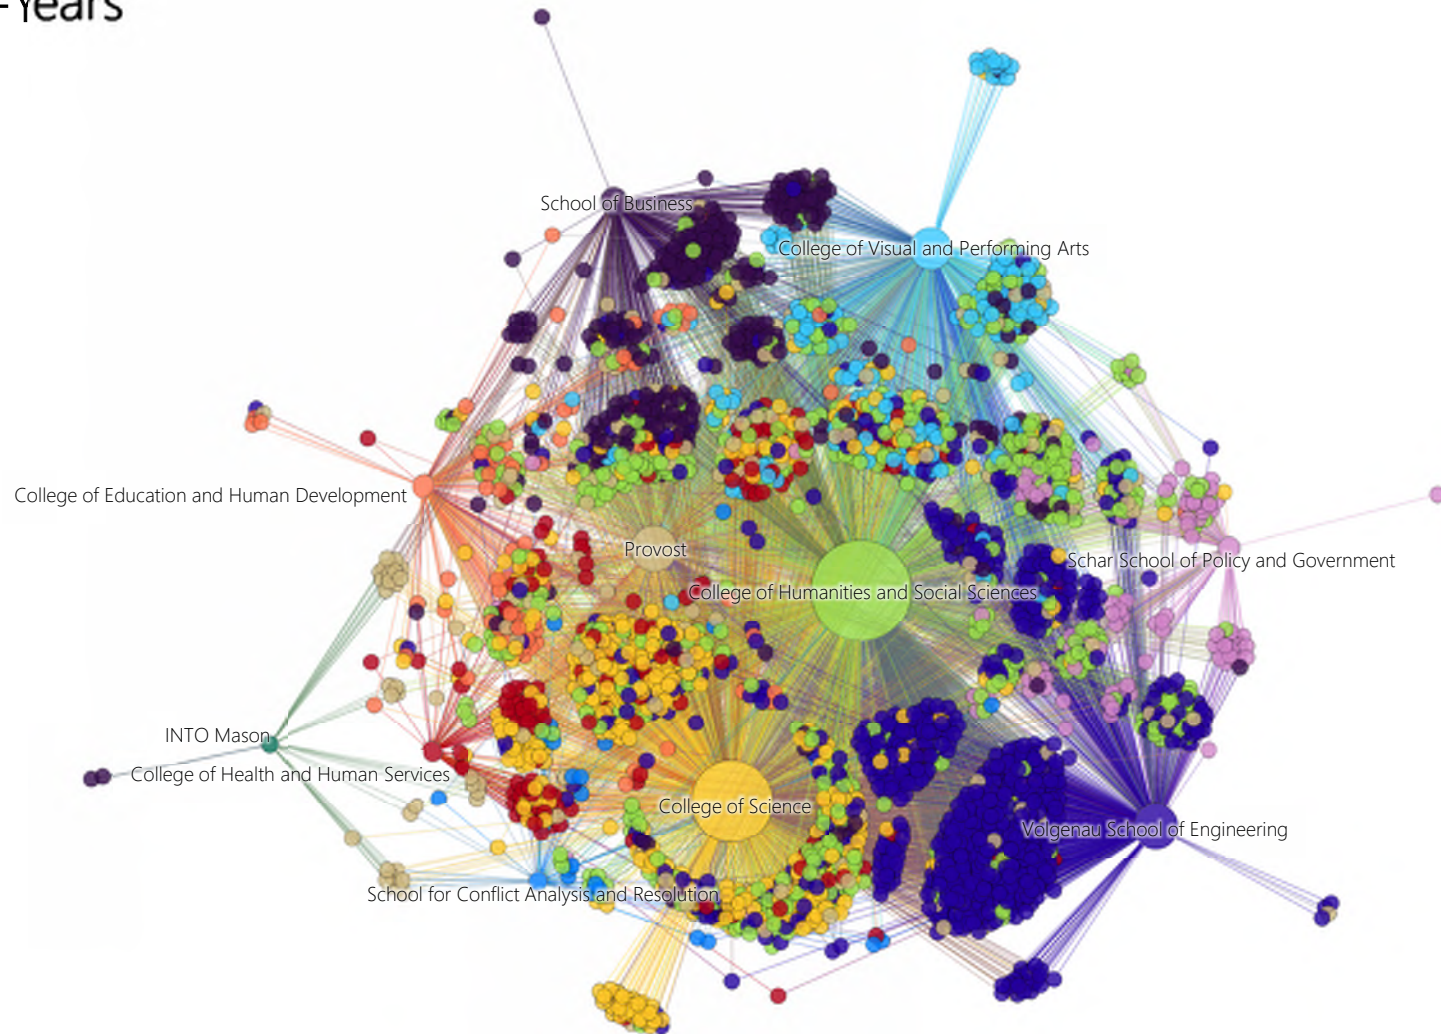 -Years
School of Business
College of Visual and Performing Arts
College of Education and Human Development
Provost
Schar School of Policy and Government
College of Humanities and Social Sciences
INTO Mason
College of Health and Human Services
College of Science
Volgenau School of Engineering
School for Conflict Analysis and Resolution